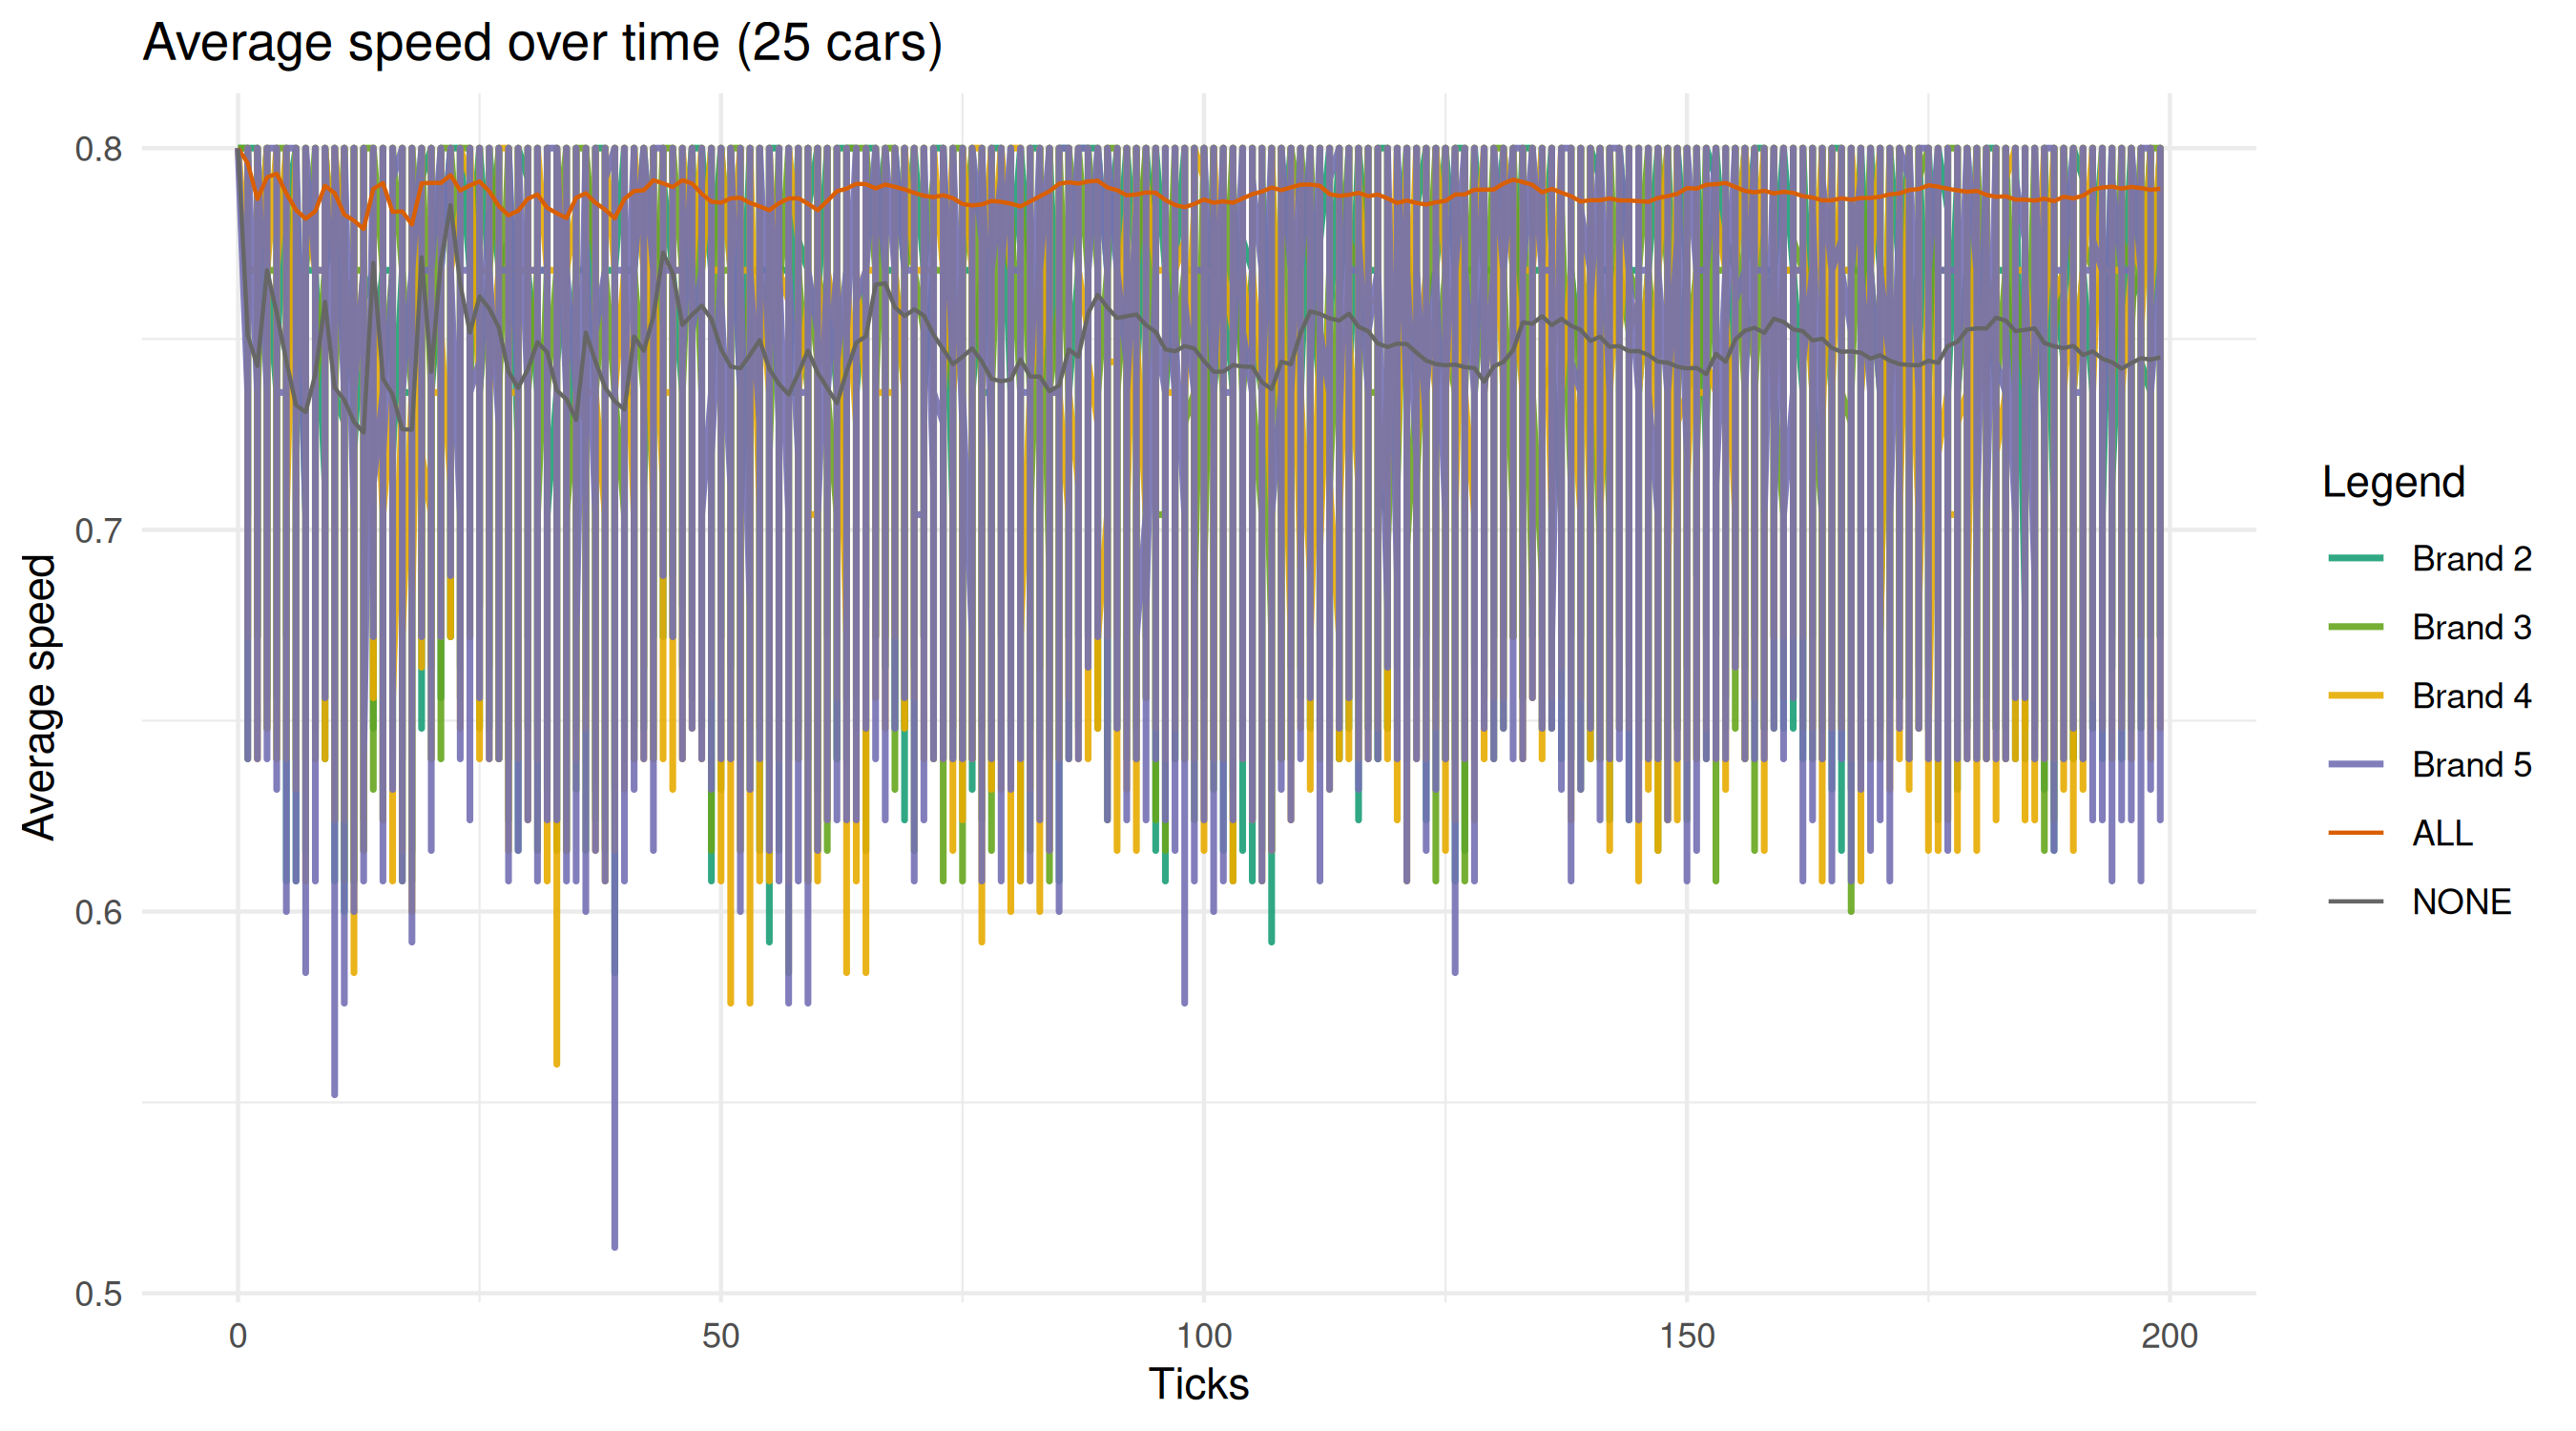 Average speed over time (25 cars)
Average speed
0.8
0.7
0.6
0.5
0
50
100
150
200
Ticks
Legend
Brand 2
Brand 3
Brand 4
Brand 5
ALL
NONE